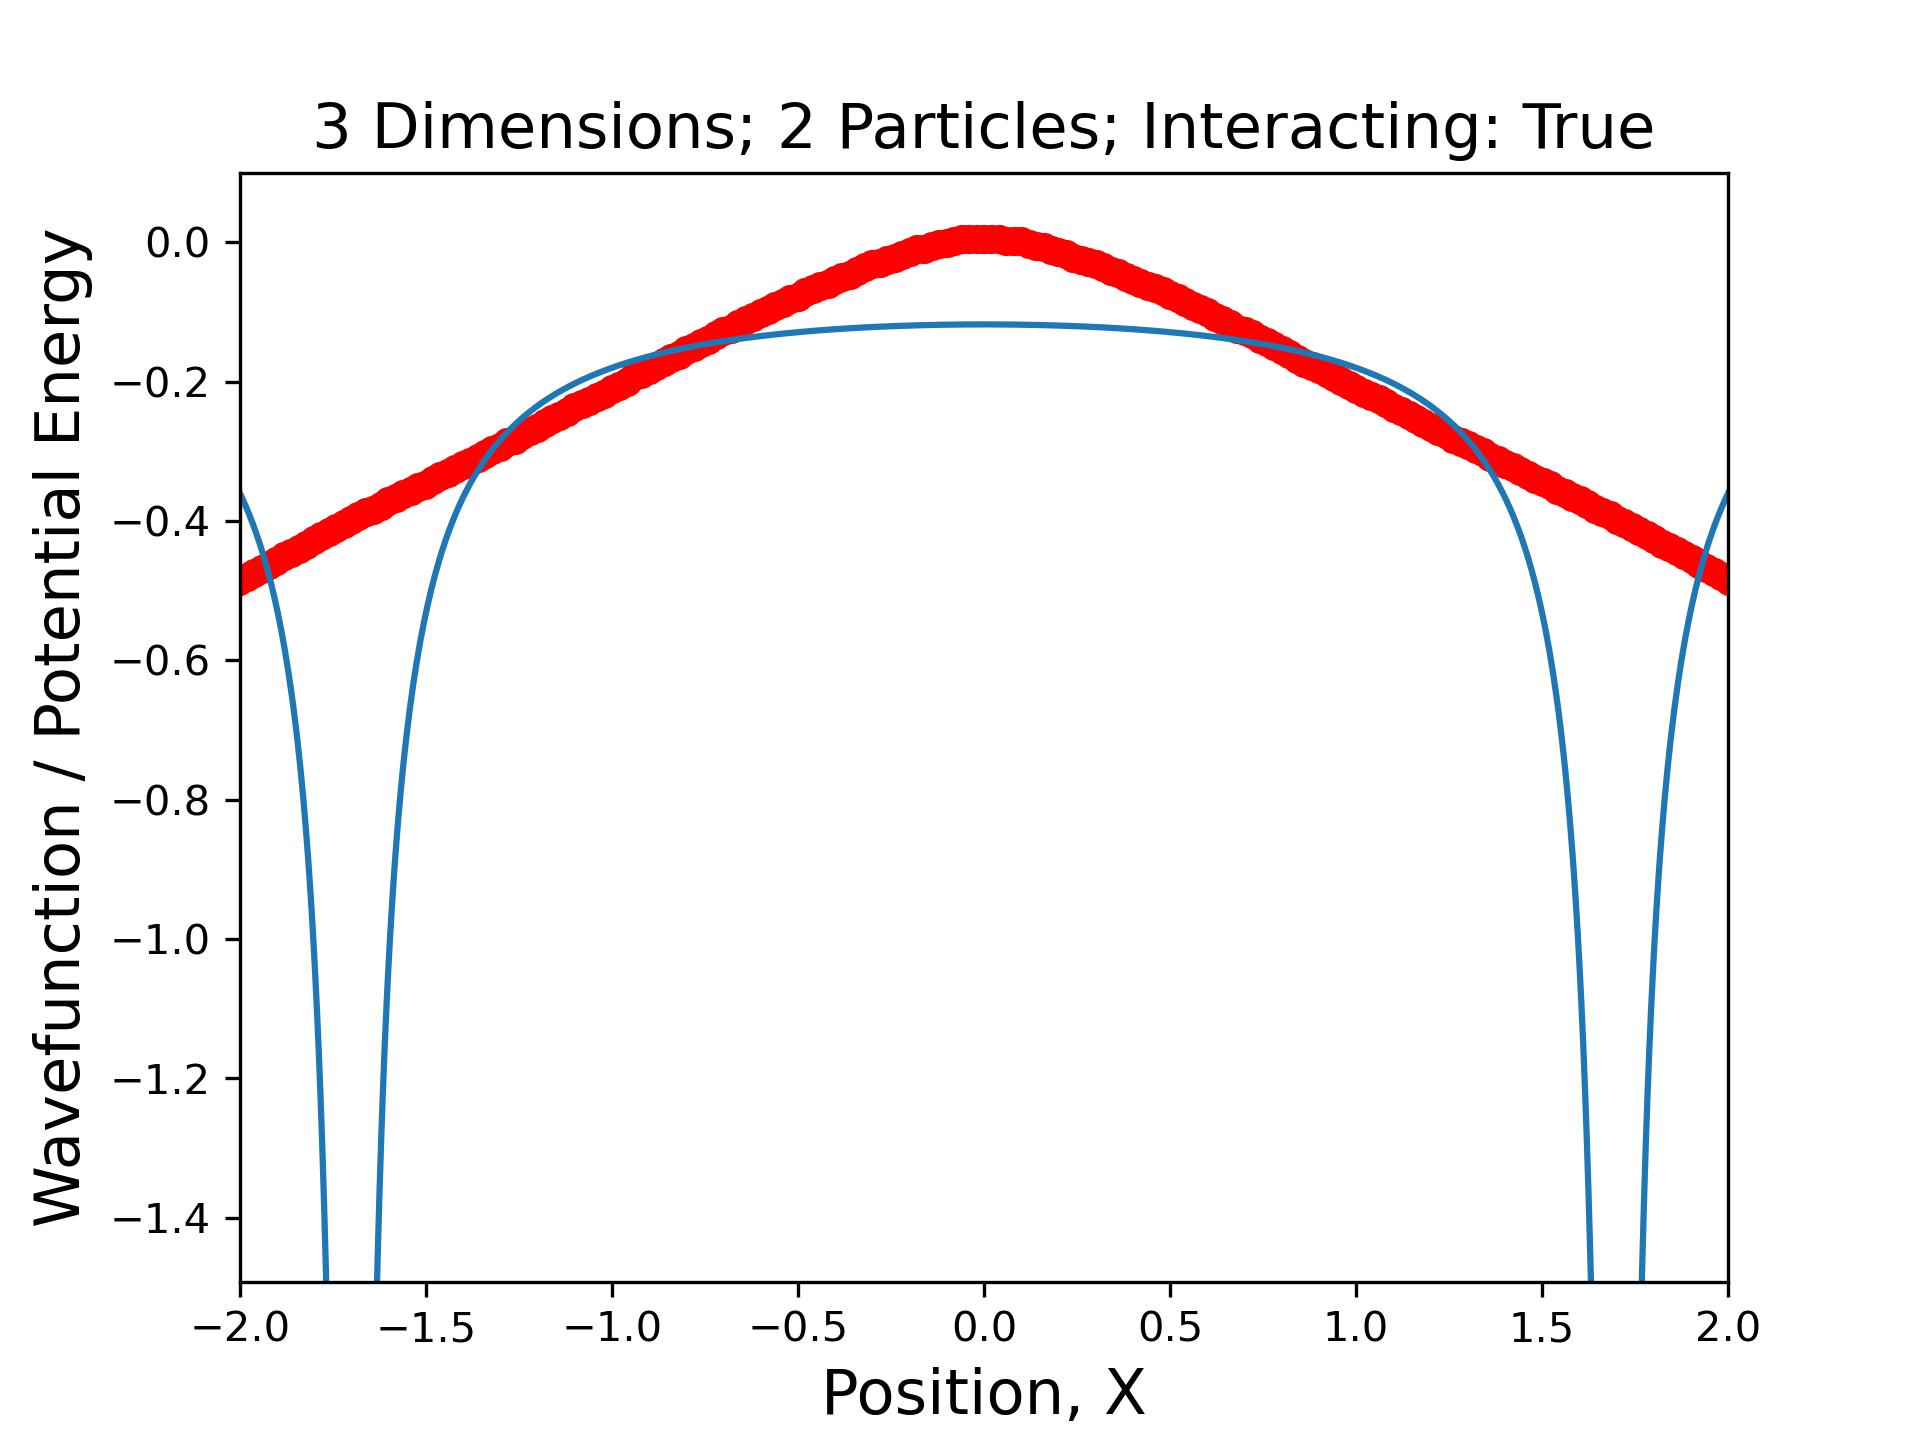 3 Dimensions; 2 Particles; Interacting: True
Wavefunction / Potential Energy
0.0
−0.2
−0.4
−0.6
−0.8
−1.0
−1.2
−1.4
−2.0 −1.5 −1.0 −0.5 0.0 0.5 1.0 1.5 2.0
Position, X